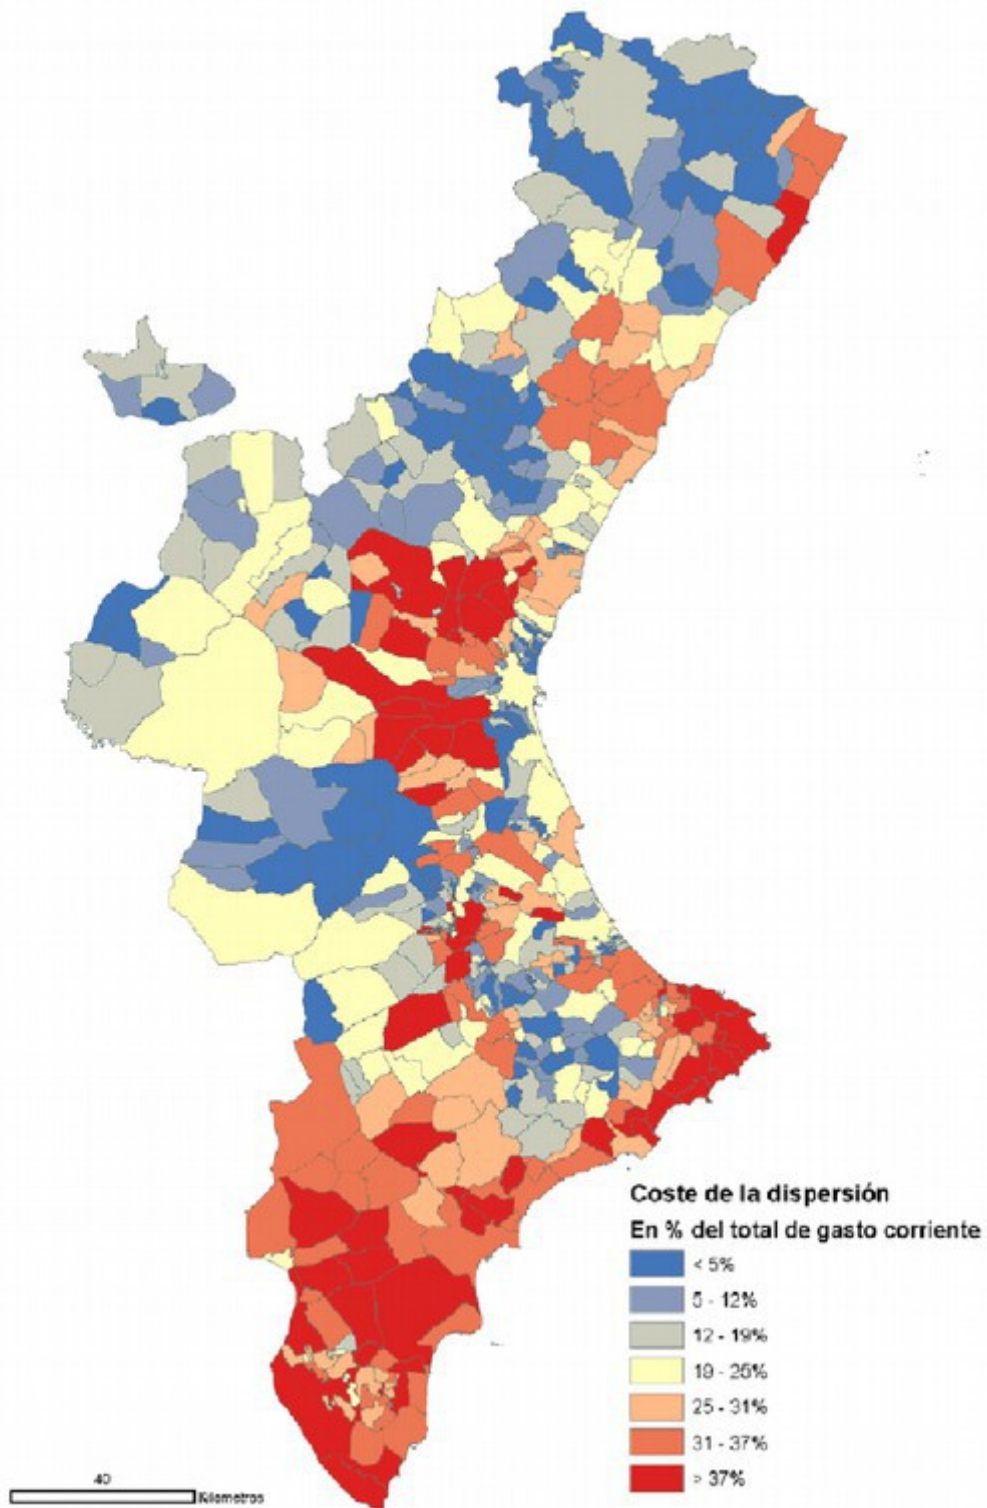 Coste de la dispersión
En % del total de gasto corriente
< 5%
5 - 12%
12 - 19%
19 - 25%
25 - 31%
31 - 37%
> 37%
40
Kilometros